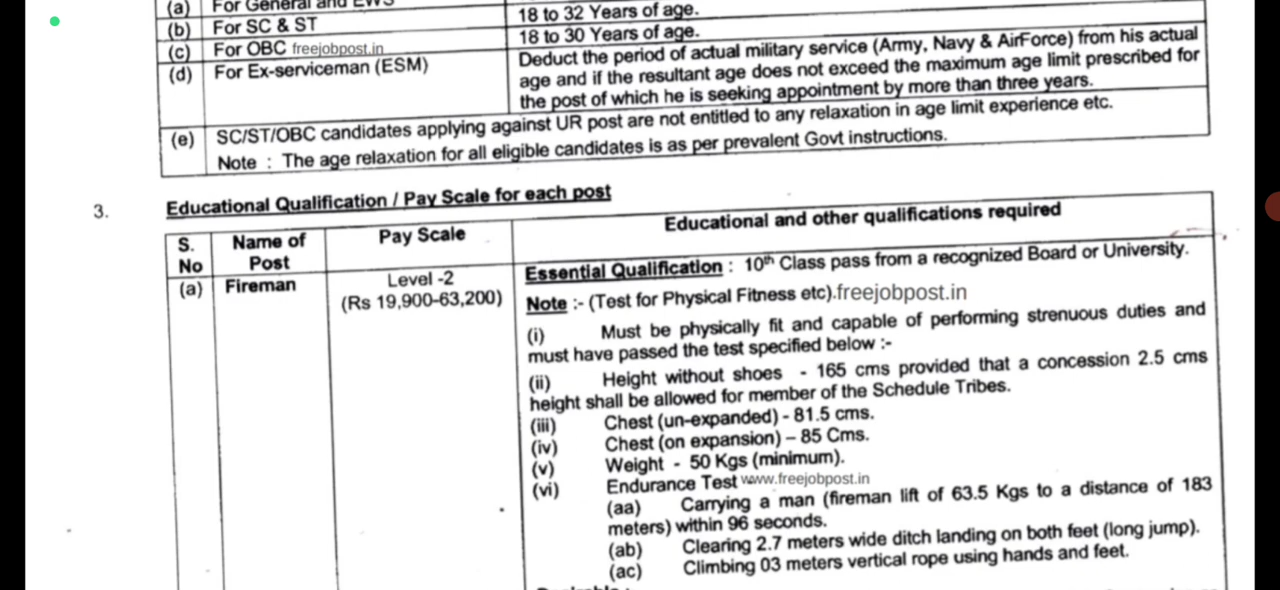 (a) For General and EWS
(b) For SC & ST 18 to 32 Years of age.
(c) For OBC freejobpost.in 18 to 30 Years of age.
(d) For Ex-serviceman (ESM) Deduct the period of actual military service (Army, Navy & AirForce) from his actual
age and if the resultant age does not exceed the maximum age limit prescribed for
the post of which he is seeking appointment by more than three years.
(e) SC/ST/OBC candidates applying against UR post are not entitled to any relaxation in age limit experience etc.
Note : The age relaxation for all eligible candidates is as per prevalent Govt instructions.
3. Educational Qualification / Pay Scale for each post
S. No Name of Post Pay Scale Educational and other qualifications required
(a) Fireman Level -2
(Rs 19,900-63,200)
Essential Qualification : 10th Class pass from a recognized Board or University.
Note :- (Test for Physical Fitness etc).freejobpost.in
(i) Must be physically fit and capable of performing strenuous duties and
must have passed the test specified below :-
(ii) Height without shoes - 165 cms provided that a concession 2.5 cms
height shall be allowed for member of the Schedule Tribes.
(iii) Chest (un-expanded) - 81.5 cms.
(iv) Chest (on expansion) – 85 Cms.
(v) Weight - 50 Kgs (minimum).
(vi) Endurance Test www.freejobpost.in
(aa) Carrying a man (fireman lift of 63.5 Kgs to a distance of 183
meters) within 96 seconds.
(ab) Clearing 2.7 meters wide ditch landing on both feet (long jump).
(ac) Climbing 03 meters vertical rope using hands and feet.